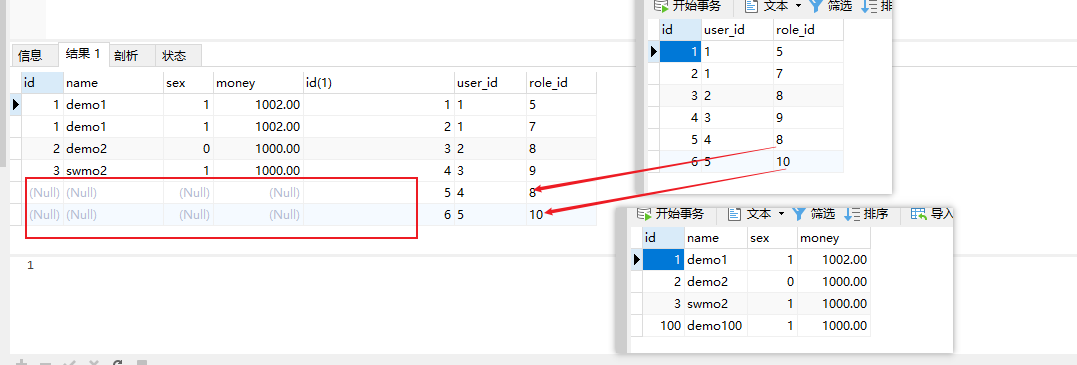 信息 结果 1 剖析 状态
id name sex money id(1) user_id role_id
1 demo1 1 1002.00 1 1 5
1 demo1 1 1002.00 2 1 7
2 demo2 0 1000.00 3 2 8
3 swmo2 1 1000.00 4 3 9
(Null) (Null) (Null) (Null) 5 4 8
(Null) (Null) (Null) (Null) 6 5 10
1
开始事务 文本 筛选 排
id user_id role_id
1 1 5
2 1 7
3 2 8
4 3 9
5 4 8
6 5 10
开始事务 文本 筛选 排序 导入
id name sex money
1 demo1 1 1002.00
2 demo2 0 1000.00
3 swmo2 1 1000.00
100 demo100 1 1000.00